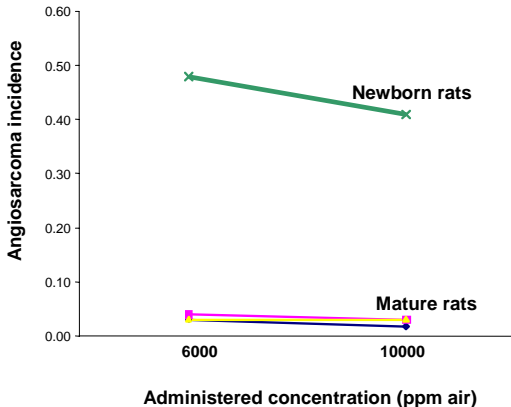 0.60
0.50
Newborn rats
0.40
Angiosarcoma incidence
0.30
0.20
0.10
Mature rats
0.00
6000 10000
Administered concentration (ppm air)